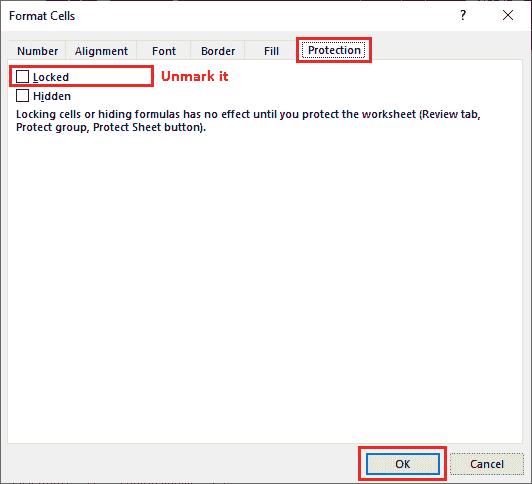 Format Cells ? ×
Number Alignment Font Border Fill Protection
Locked Unmark it
Hidden
Locking cells or hiding formulas has no effect until you protect the worksheet (Review tab,
Protect group, Protect Sheet button).
OK Cancel